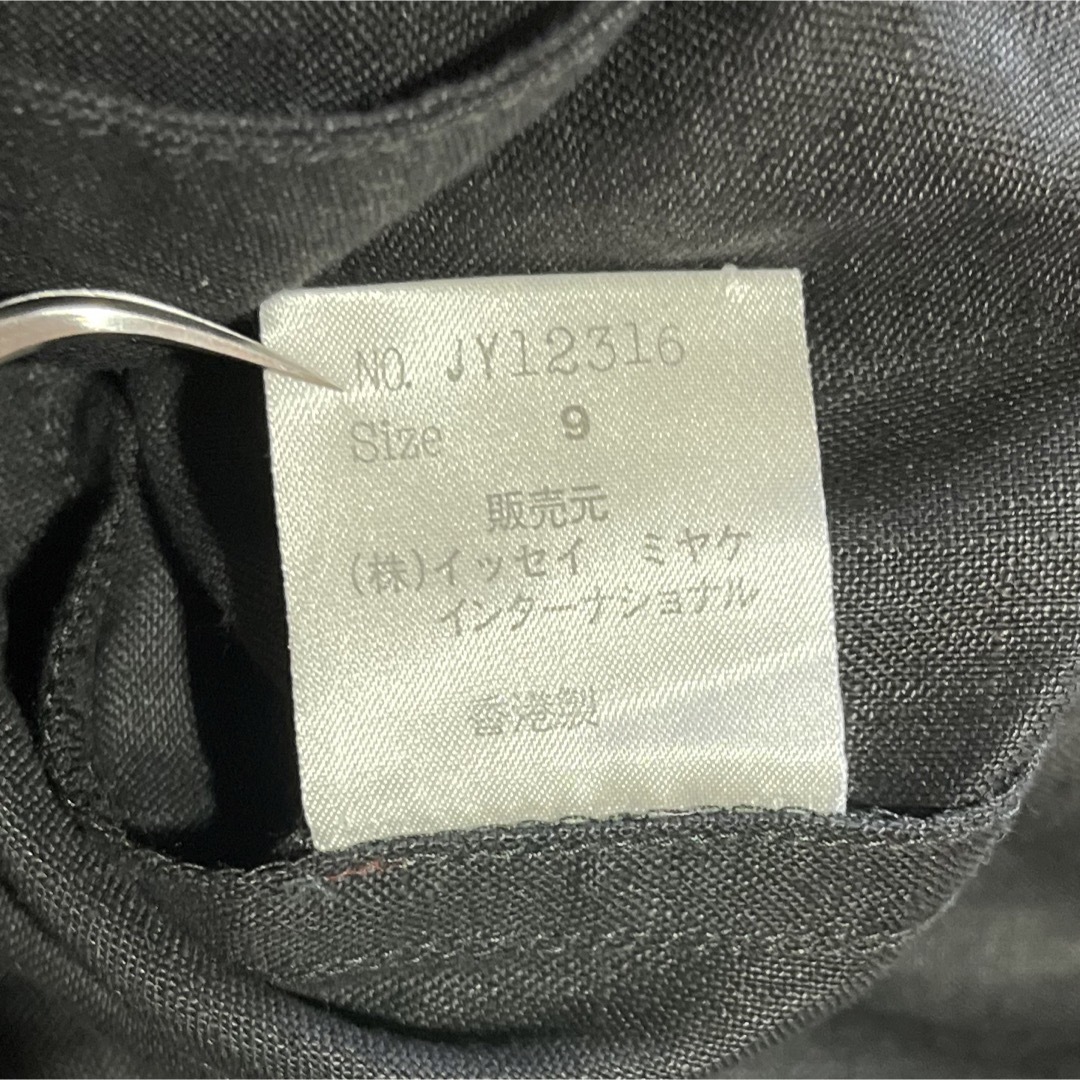 NO. JY12316
Size 9
販売元
(株)イッセイ ミヤケ
インターナショナル
香港製